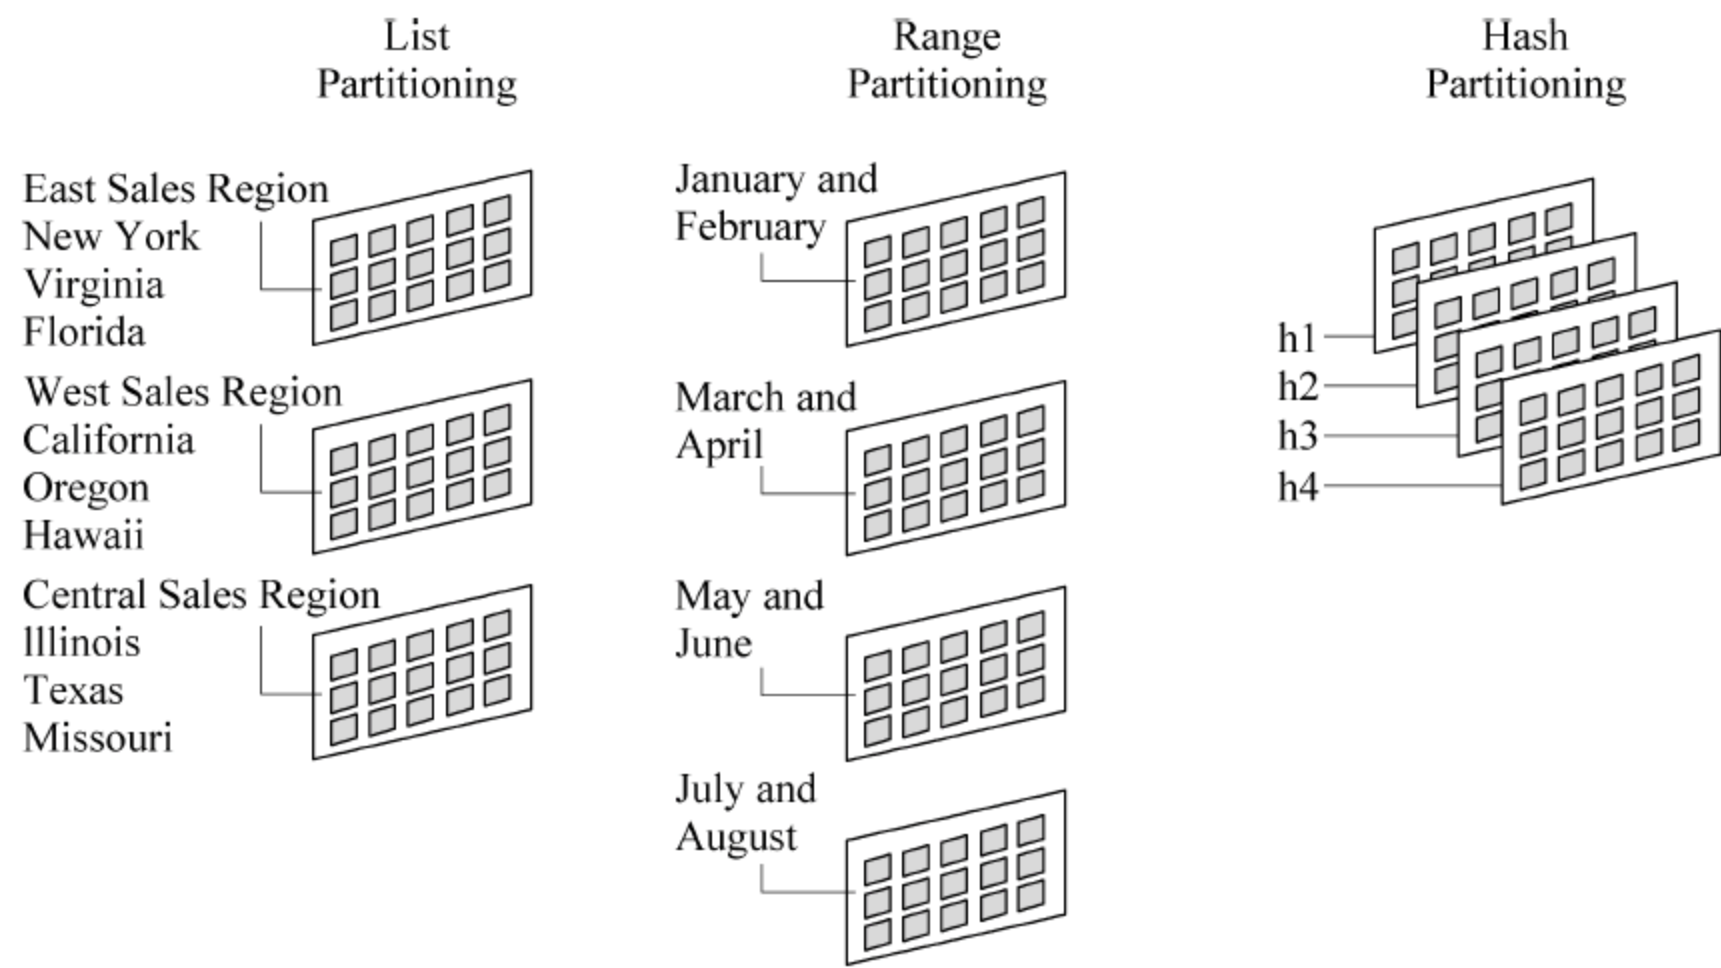 List
Partitioning
East Sales Region
New York
Virginia
Florida
West Sales Region
California
Oregon
Hawaii
Central Sales Region
Illinois
Texas
Missouri
Range
Partitioning
January and
February
March and
April
May and
June
July and
August
Hash
Partitioning
h1
h2
h3
h4